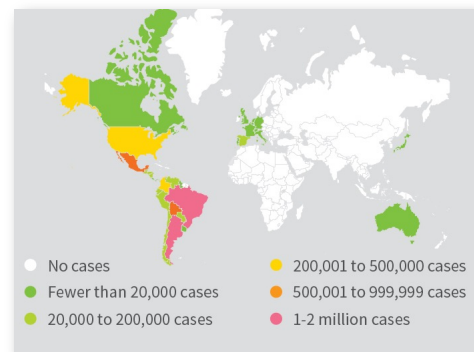 No cases
Fewer than 20,000 cases
20,000 to 200,000 cases
200,001 to 500,000 cases
500,001 to 999,999 cases
1-2 million cases